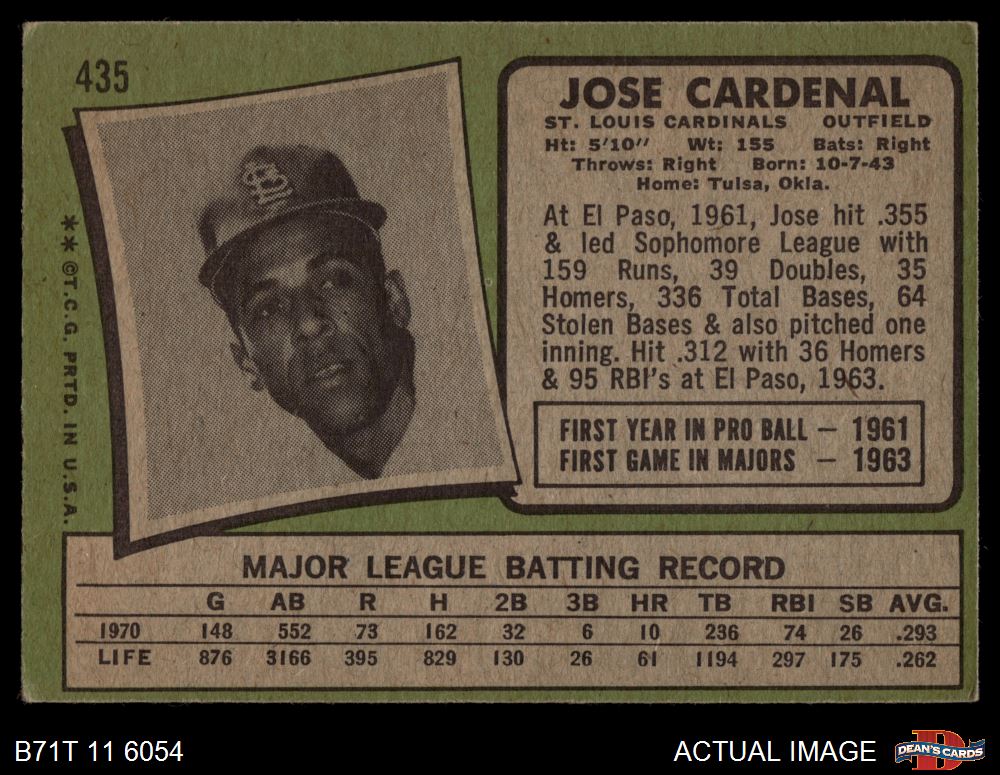 435
JOSE CARDENAL
ST. LOUIS CARDINALS OUTFIELD
Ht: 5'10" Wt: 155 Bats: Right
Throws: Right Born: 10-7-43
Home: Tulsa, Okla.
At El Paso, 1961, Jose hit .355
& led Sophomore League with
159 Runs, 39 Doubles, 35
Homers, 336 Total Bases, 64
Stolen Bases & also pitched one
inning. Hit .312 with 36 Homers
& 95 RBI's at El Paso, 1963.
FIRST YEAR IN PRO BALL — 1961
FIRST GAME IN MAJORS — 1963
StL
** ©T.C.G. PRTD. IN U.S.A.
MAJOR LEAGUE BATTING RECORD
G AB R H 2B 3B HR TB RBI SB AVG.
1970 148 552 73 162 32 6 10 236 74 26 .293
LIFE 876 3166 395 829 130 26 61 1194 297 175 .262
B71T 11 6054
ACTUAL IMAGE
DEAN'S CARDS